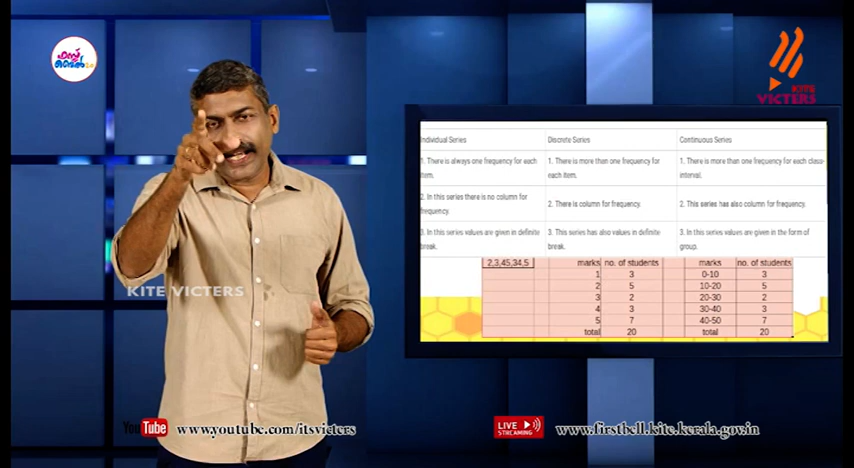 ഫസ്റ്റ്
ബെൽ 2.0
KITE
VICTERS
Individual Series
Discrete Series
Continuous Series
1. There is always one frequency for each
item.
1. There is more than one frequency for
each item.
1. There is more than one frequency for each class-
interval.
2. In this series there is no column for
frequency.
2. There is column for frequency.
2. This series has also column for frequency.
3. In this series values are given in definite
break.
3. This series has also values in definite
break.
3. In this series values are given in the form of
group.
2,3,45,34,5
marks no. of students
1 3
2 5
3 2
4 3
5 7
total 20
marks no. of students
0-10 3
10-20 5
20-30 2
30-40 3
40-50 7
total 20
KITE VICTERS
You Tube www.youtube.com/itsvicters
LIVE STREAMING www.firstbell.kite.kerala.gov.in